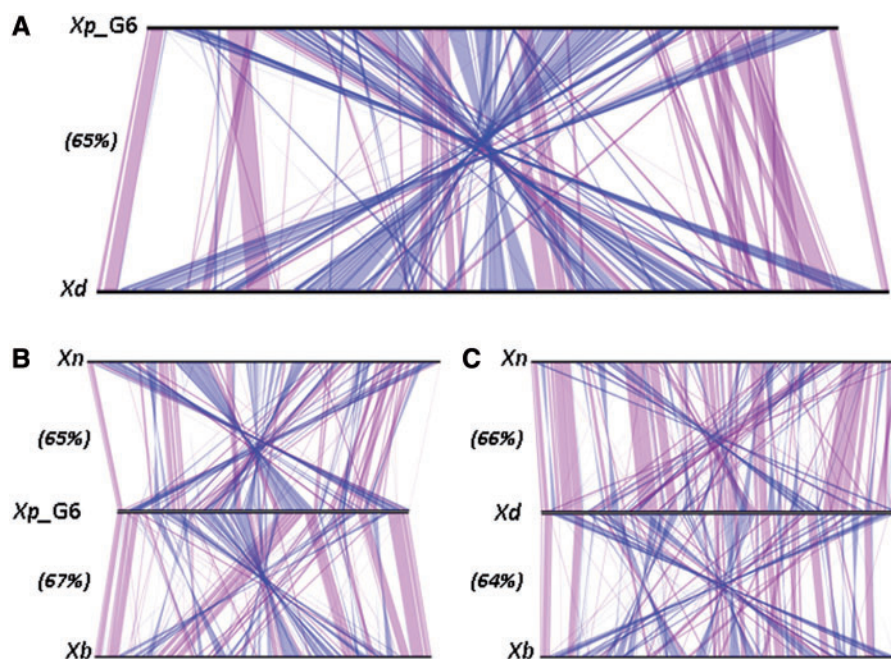 A
Xp_G6
(65%)
Xd
B
Xn
(65%)
Xp_G6
(67%)
Xb
C
Xn
(66%)
Xd
(64%)
Xb